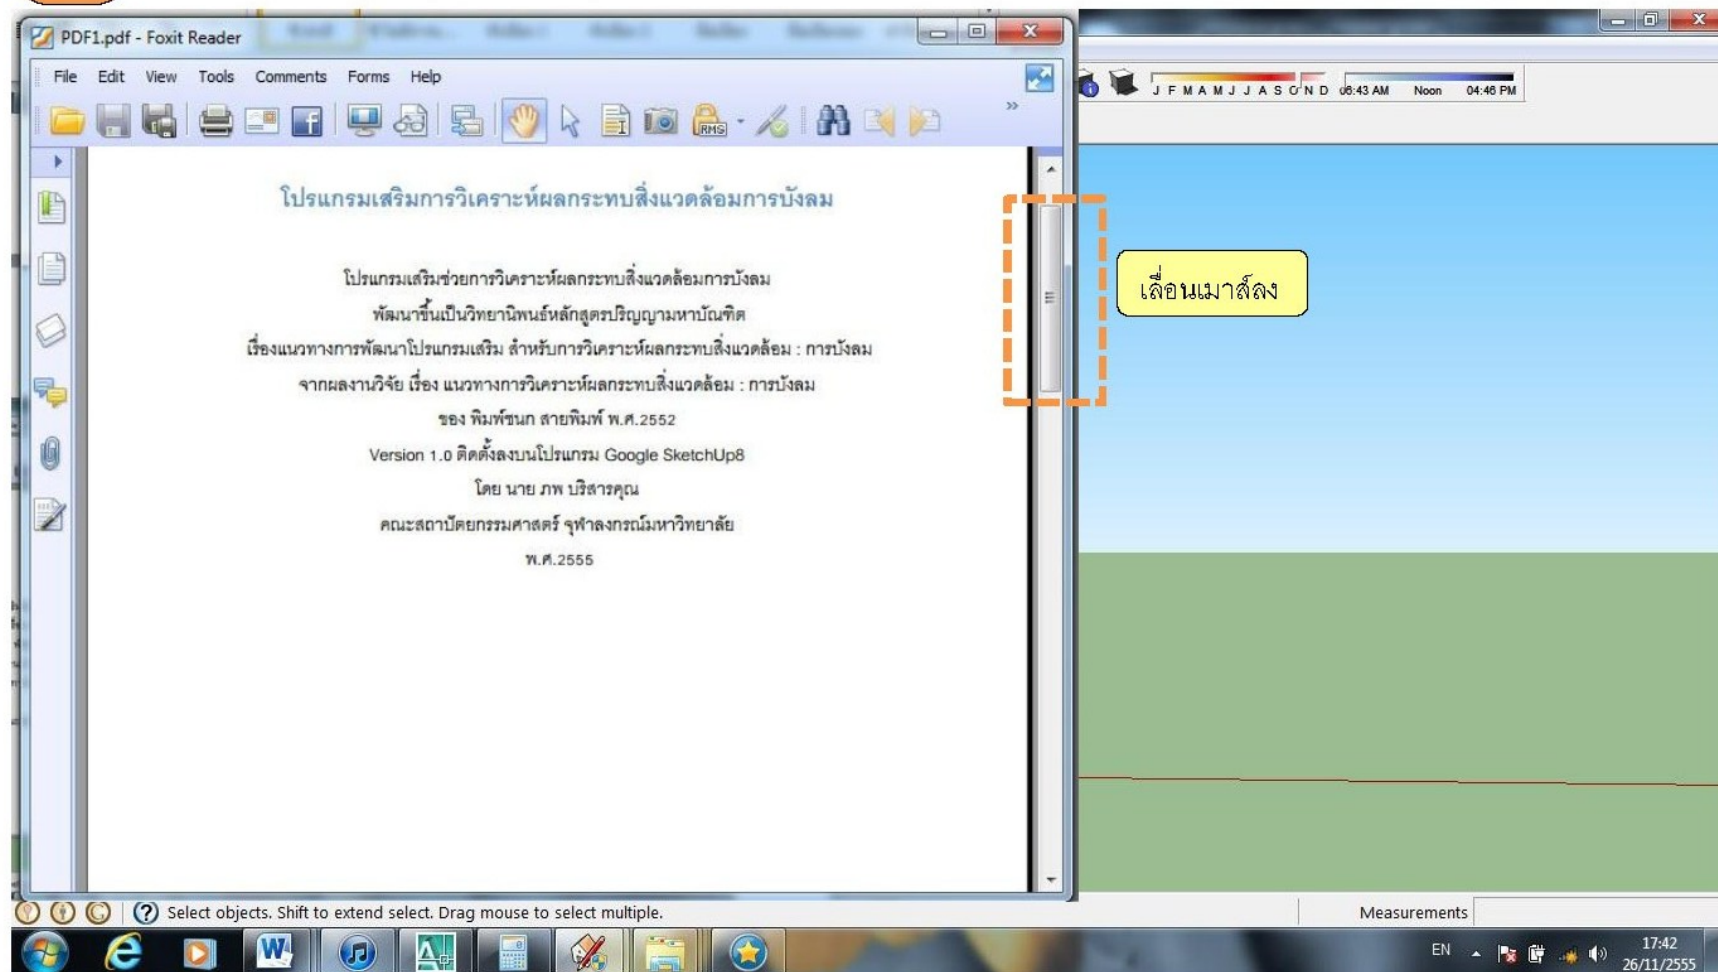 PDF1.pdf - Foxit Reader
File Edit View Tools Comments Forms Help
RMS
J F M A M J J A S O N D 06:43 AM Noon 04:46 PM
โปรแกรมเสริมการวิเคราะห์ผลกระทบสิ่งแวดล้อมการบังลม
โปรแกรมเสริมช่วยการวิเคราะห์ผลกระทบสิ่งแวดล้อมการบังลม
พัฒนาขึ้นเป็นวิทยานิพนธ์หลักสูตรปริญญามหาบัณฑิต
เรื่องแนวทางการพัฒนาโปรแกรมเสริม สำหรับการวิเคราะห์ผลกระทบสิ่งแวดล้อม : การบังลม
จากผลงานวิจัย เรื่อง แนวทางการวิเคราะห์ผลกระทบสิ่งแวดล้อม : การบังลม
ของ พิมพ์ชนก สายพิมพ์ พ.ศ.2552
Version 1.0 ติดตั้งลงบนโปรแกรม Google SketchUp8
โดย นาย ภพ บริสารคุณ
คณะสถาปัตยกรรมศาสตร์ จุฬาลงกรณ์มหาวิทยาลัย
พ.ศ.2555
เลื่อนเมาส์ลง
Select objects. Shift to extend select. Drag mouse to select multiple.
Measurements
EN
17:42
26/11/2555